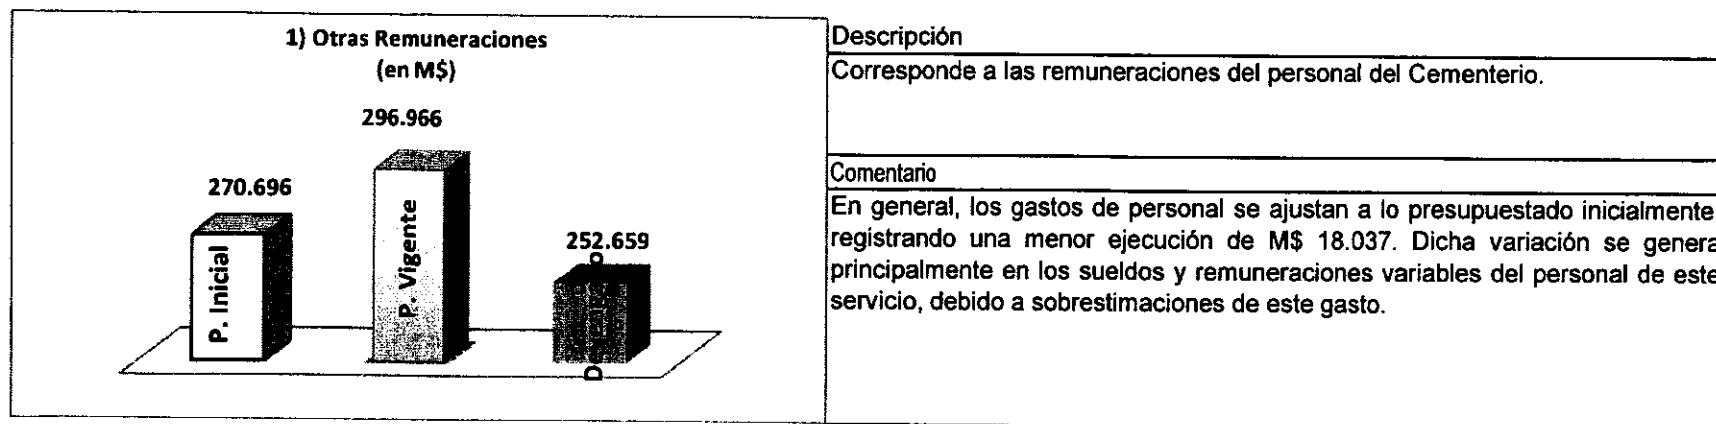 1) Otras Remuneraciones
(en M$)
296.966
270.696
252.659
P. Inicial
P. Vigente
Descripción
Corresponde a las remuneraciones del personal del Cementerio.
Comentario
En general, los gastos de personal se ajustan a lo presupuestado inicialmente
registrando una menor ejecución de M$ 18.037. Dicha variación se genera
principalmente en los sueldos y remuneraciones variables del personal de este
servicio, debido a sobrestimaciones de este gasto.